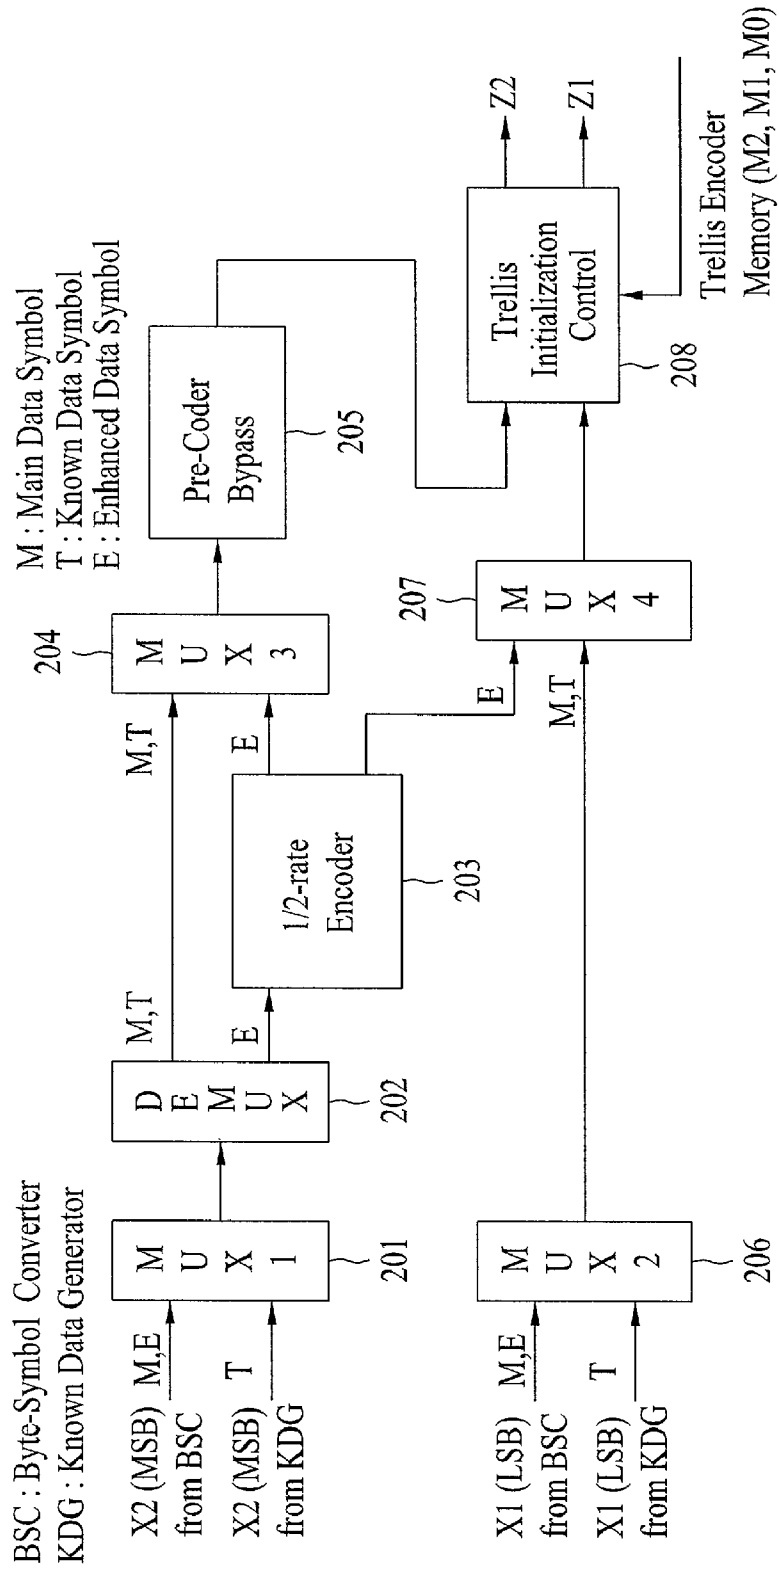 BSC : Byte-Symbol Converter
KDG : Known Data Generator
M : Main Data Symbol
T : Known Data Symbol
E : Enhanced Data Symbol
X2 (MSB)
from BSC
M,E
X2 (MSB)
from KDG
T
M
U
X
1
201
D
E
M
U
X
202
M,T
E
1/2-rate
Encoder
203
M,T
E
204
M
U
X
3
Pre-Coder
Bypass
205
X1 (LSB)
from BSC
M,E
X1 (LSB)
from KDG
T
M
U
X
2
206
E
M,T
207
M
U
X
4
Trellis
Initialization
Control
208
Z2
Z1
Trellis Encoder
Memory (M2, M1, M0)